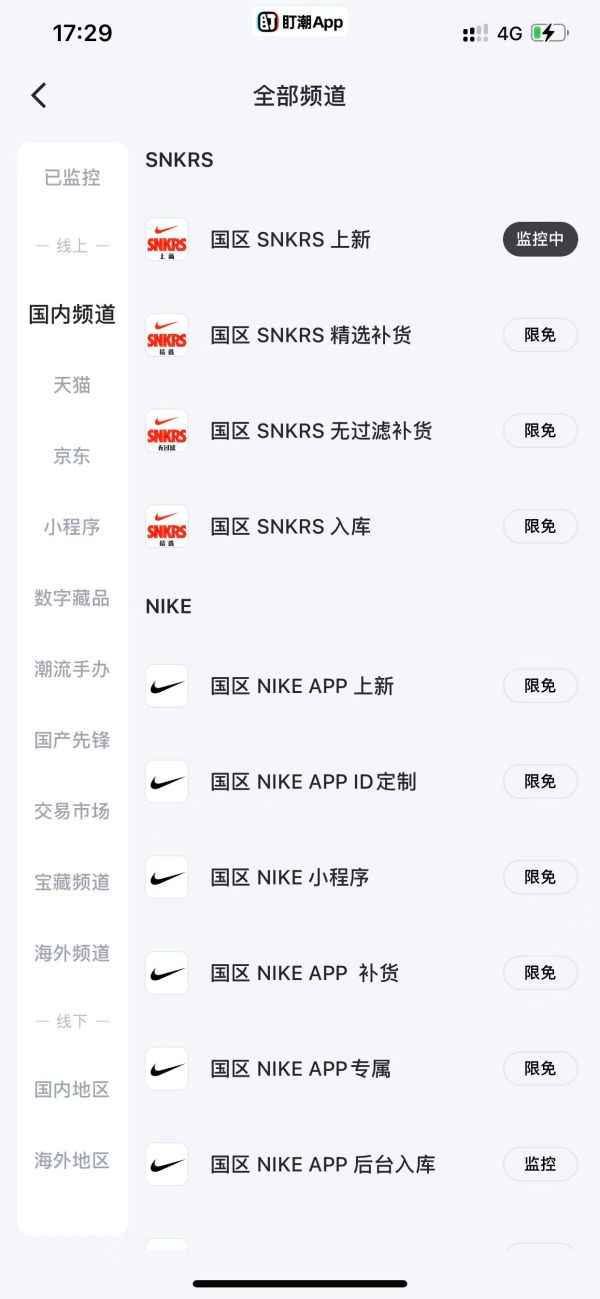 17:29
盯潮App
4G
全部频道
已监控
线上
国内频道
天猫
京东
小程序
数字藏品
潮流手办
国产先锋
交易市场
宝藏频道
海外频道
线下
国内地区
海外地区
SNKRS
SNKRS
上新
国区 SNKRS 上新
监控中
SNKRS
精选
国区 SNKRS 精选补货
限免
SNKRS
无过滤
国区 SNKRS 无过滤补货
限免
SNKRS
精选
国区 SNKRS 入库
限免
NIKE
国区 NIKE APP 上新
限免
国区 NIKE APP ID定制
限免
国区 NIKE 小程序
限免
国区 NIKE APP 补货
限免
国区 NIKE APP专属
限免
国区 NIKE APP 后台入库
监控